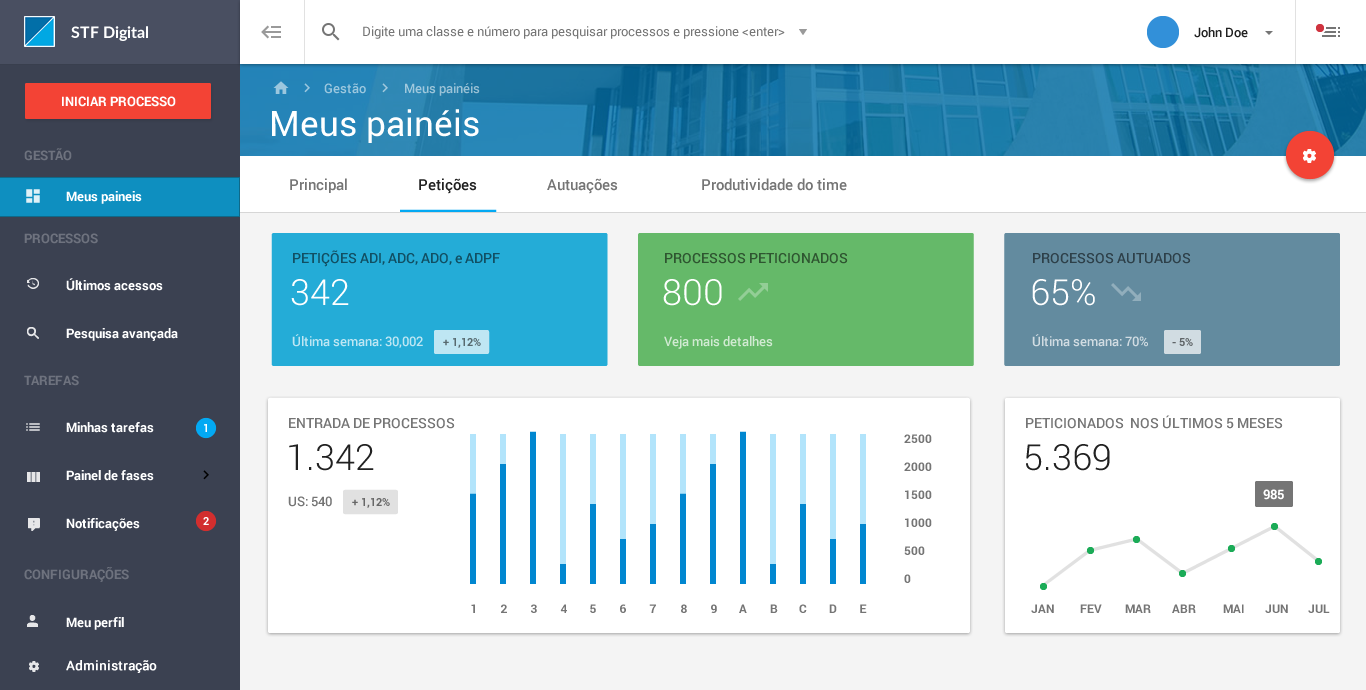 STF Digital
INICIAR PROCESSO
GESTÃO
Meus paineis
PROCESSOS
Últimos acessos
Pesquisa avançada
TAREFAS
Minhas tarefas 1
Painel de fases
Notificações 2
CONFIGURAÇÕES
Meu perfil
Administração
Digite uma classe e número para pesquisar processos e pressione <enter>
John Doe
Gestão Meus painéis
Meus painéis
Principal Petições Autuações Produtividade do time
PETIÇÕES ADI, ADC, ADO, e ADPF
342
Última semana: 30,002 + 1,12%
PROCESSOS PETICIONADOS
800
Veja mais detalhes
PROCESSOS AUTUADOS
65%
Última semana: 70% - 5%
ENTRADA DE PROCESSOS
1.342
US: 540 + 1,12%
2500
2000
1500
1000
500
0
1 2 3 4 5 6 7 8 9 A B C D E
PETICIONADOS NOS ÚLTIMOS 5 MESES
5.369
985
JAN FEV MAR ABR MAI JUN JUL